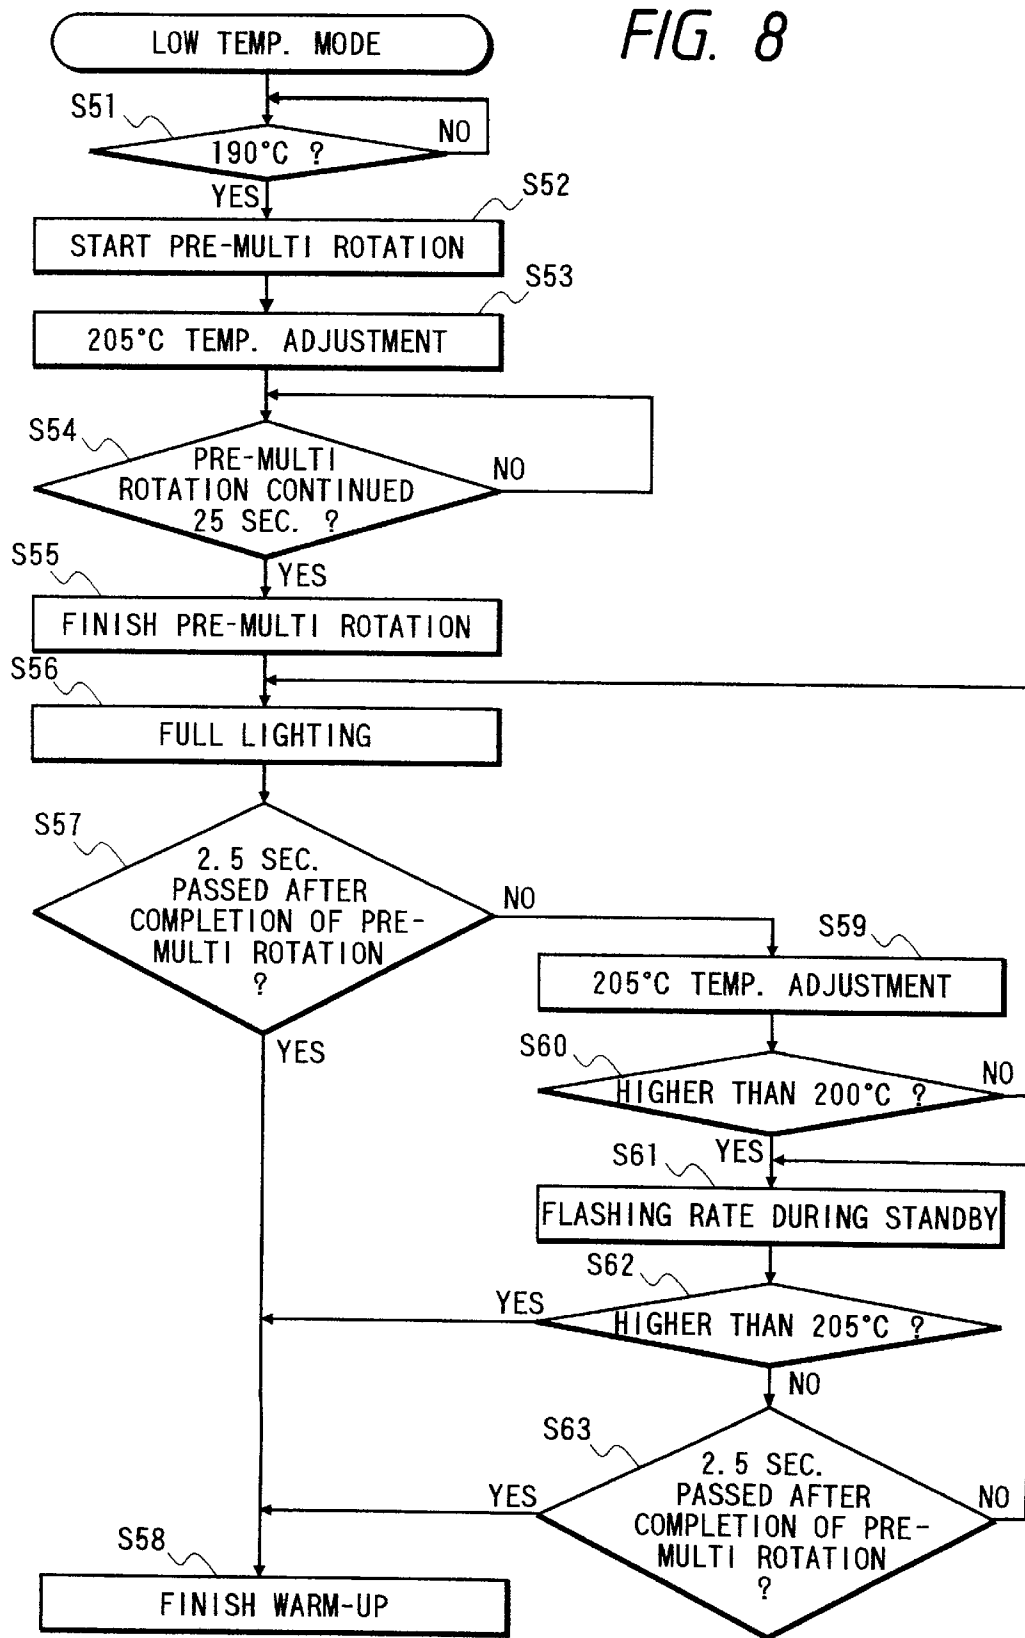 FIG. 8
LOW TEMP. MODE
S51
190°C ?
NO
YES
S52
START PRE-MULTI ROTATION
S53
205°C TEMP. ADJUSTMENT
S54
PRE-MULTI
ROTATION CONTINUED
25 SEC. ?
NO
YES
S55
FINISH PRE-MULTI ROTATION
S56
FULL LIGHTING
S57
2.5 SEC.
PASSED AFTER
COMPLETION OF PRE-
MULTI ROTATION
?
NO
YES
S59
205°C TEMP. ADJUSTMENT
S60
HIGHER THAN 200°C ?
NO
YES
S61
FLASHING RATE DURING STANDBY
S62
HIGHER THAN 205°C ?
YES
NO
S63
2.5 SEC.
PASSED AFTER
COMPLETION OF PRE-
MULTI ROTATION
?
YES
NO
S58
FINISH WARM-UP